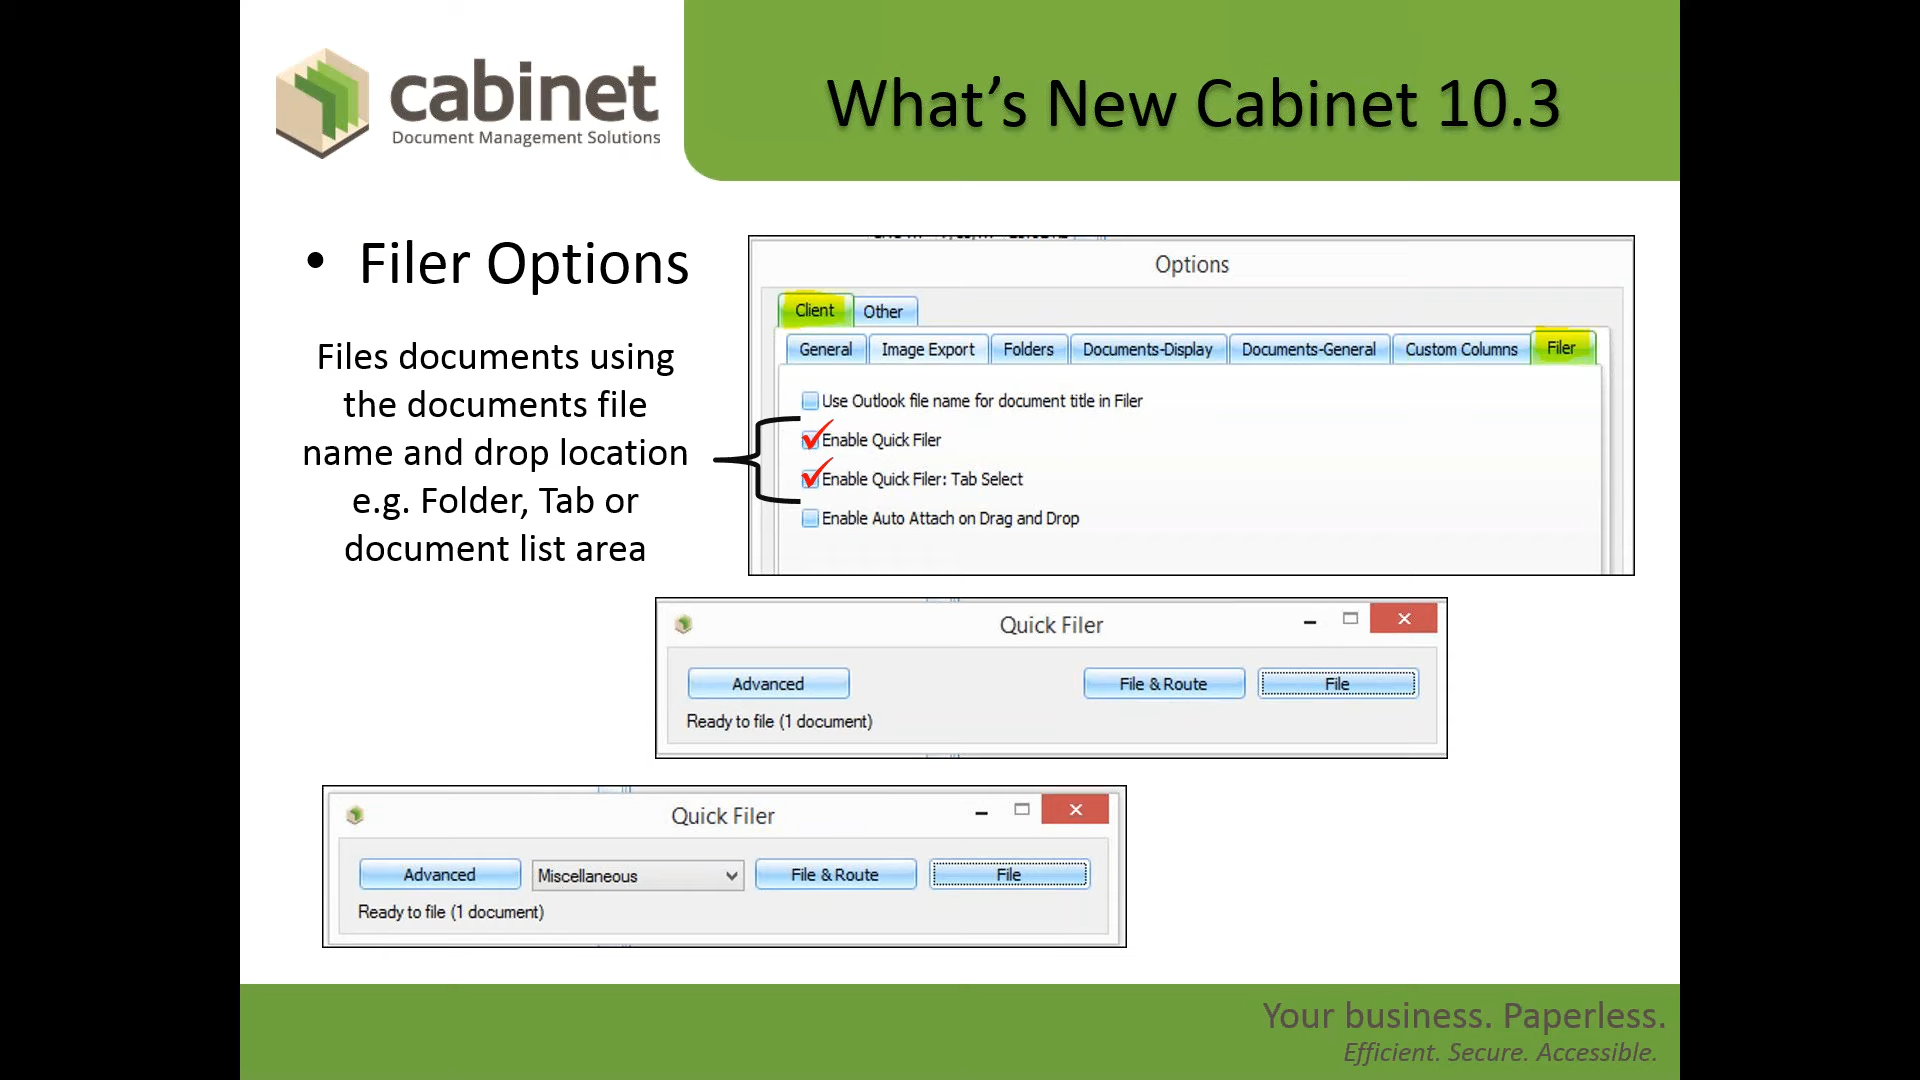 cabinet
Document Management Solutions
What's New Cabinet 10.3
• Filer Options
Files documents using
the documents file
name and drop location
e.g. Folder, Tab or
document list area
Options
Client Other
General Image Export Folders Documents-Display Documents-General Custom Columns Filer
Use Outlook file name for document title in Filer
Enable Quick Filer
Enable Quick Filer: Tab Select
Enable Auto Attach on Drag and Drop
Quick Filer
Advanced File & Route File
Ready to file (1 document)
Quick Filer
Advanced Miscellaneous File & Route File
Ready to file (1 document)
Your business. Paperless.
Efficient. Secure. Accessible.